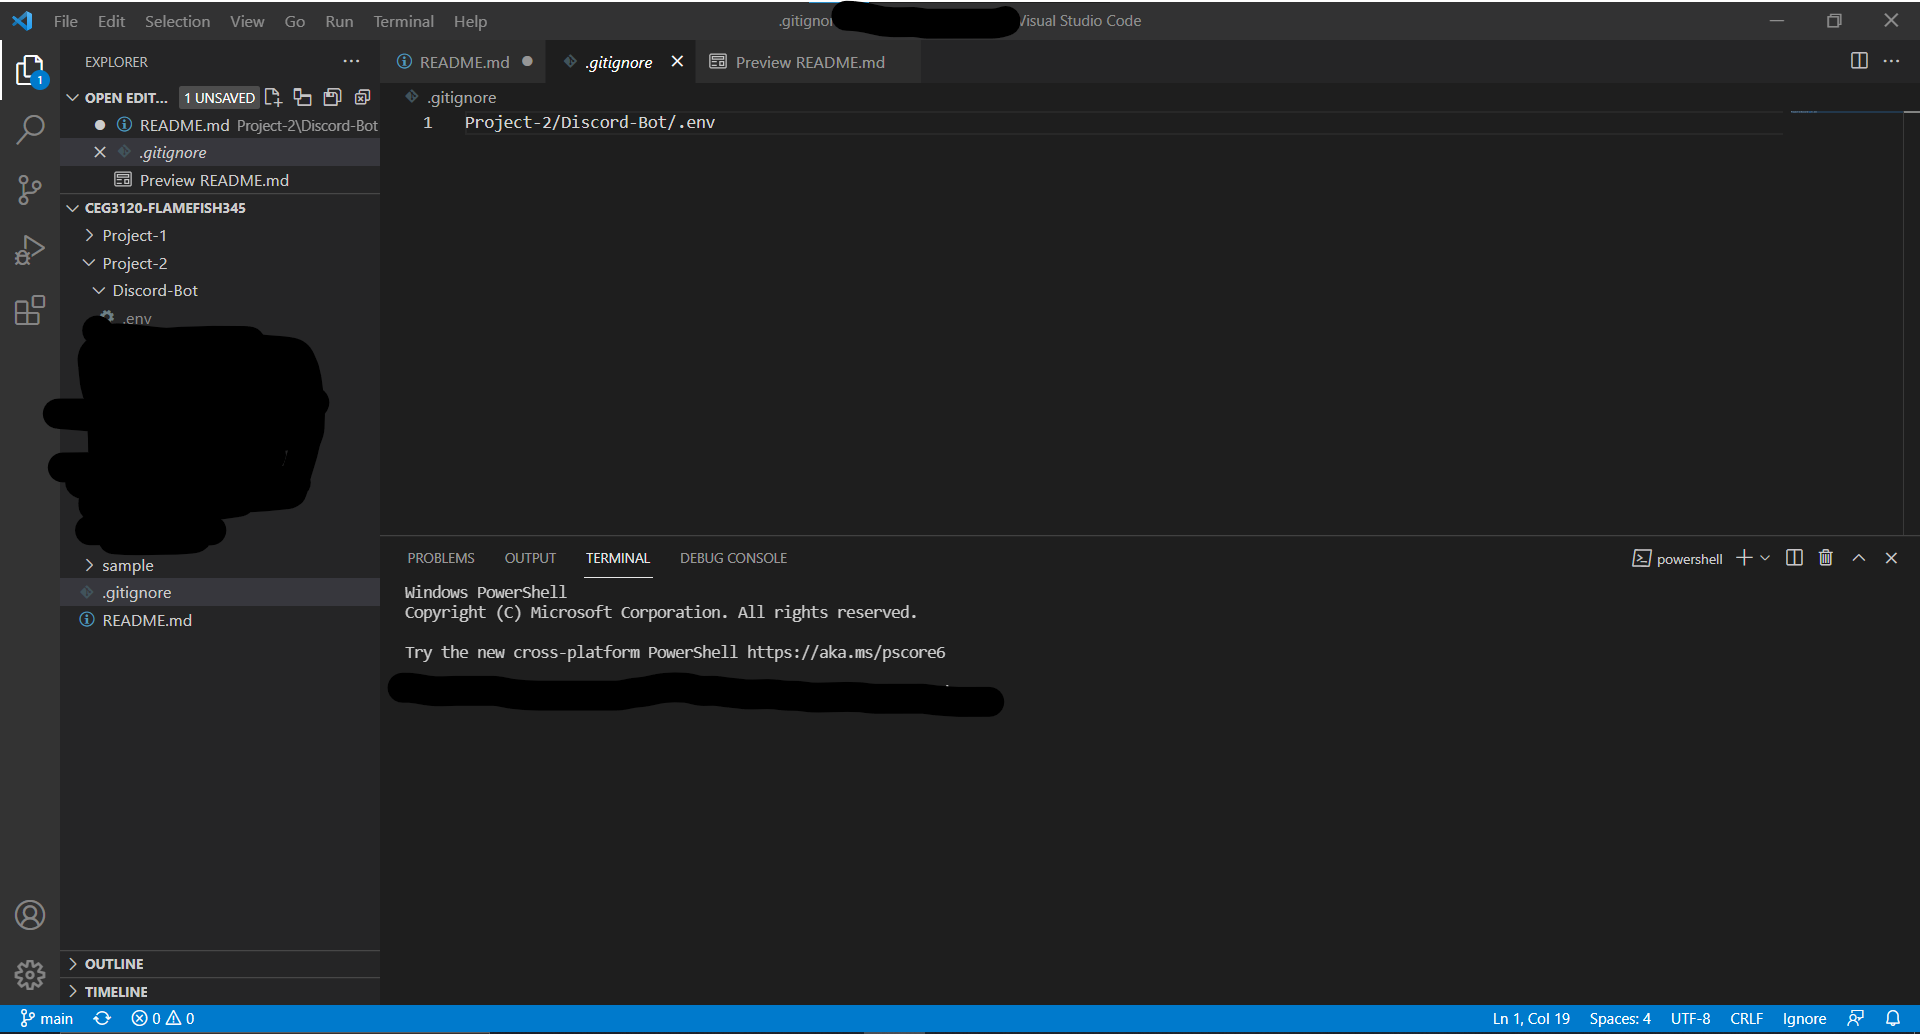 File Edit Selection View Go Run Terminal Help
.gitigno
Visual Studio Code
EXPLORER
README.md
.gitignore
Preview README.md
OPEN EDIT...
1 UNSAVED
README.md Project-2\Discord-Bot
.gitignore
Preview README.md
CEG3120-FLAMEFISH345
Project-1
Project-2
Discord-Bot
.env
sample
.gitignore
README.md
OUTLINE
TIMELINE
1
.gitignore
1 Project-2/Discord-Bot/.env
PROBLEMS OUTPUT TERMINAL DEBUG CONSOLE
powershell
Windows PowerShell
Copyright (C) Microsoft Corporation. All rights reserved.
Try the new cross-platform PowerShell https://aka.ms/pscore6
main
0 0
Ln 1, Col 19
Spaces: 4
UTF-8
CRLF
Ignore